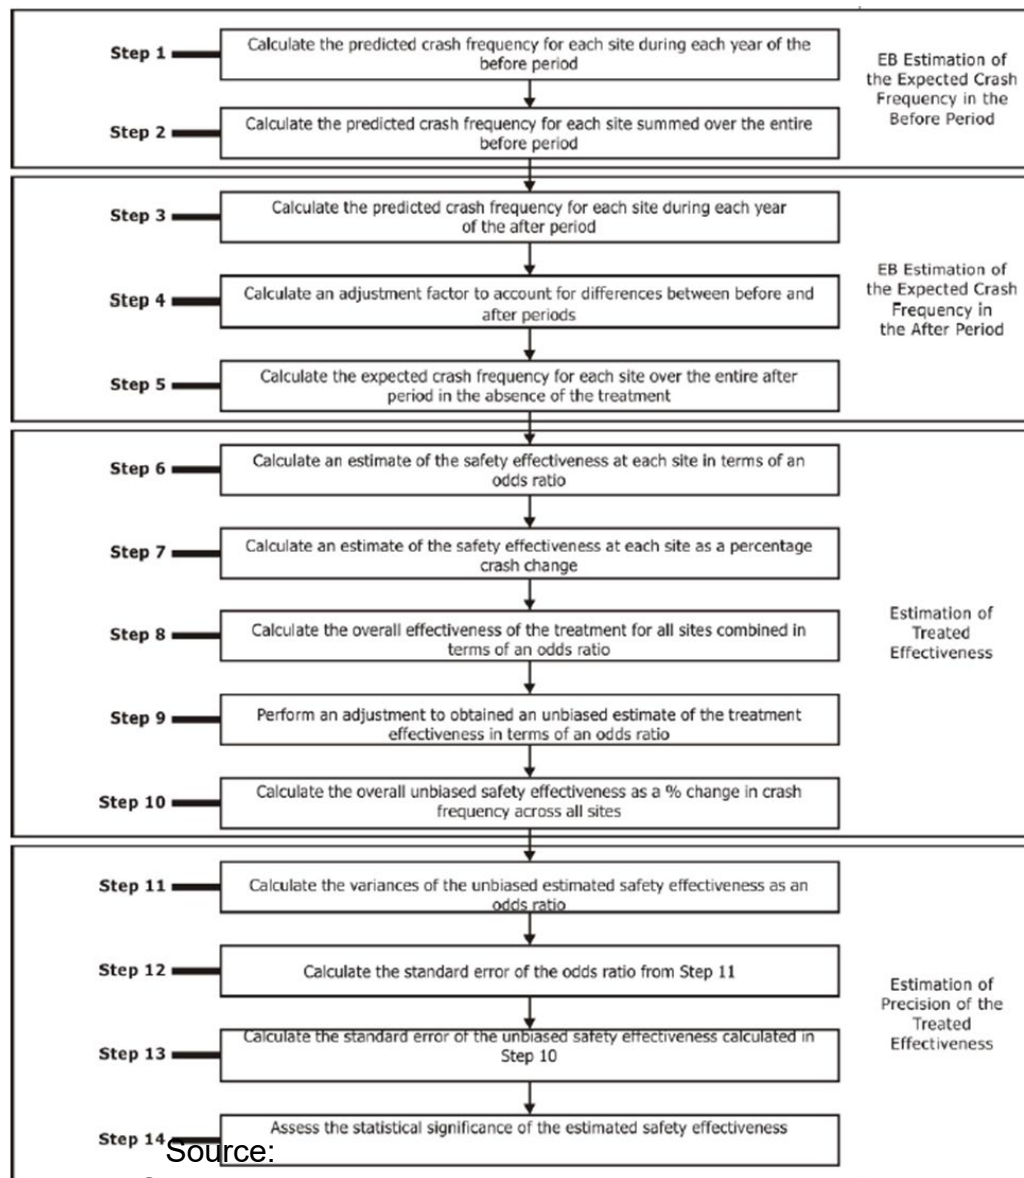 Step 1
Calculate the predicted crash frequency for each site during each year of the
before period
EB Estimation of
the Expected Crash
Frequency in the
Before Period
Step 2
Calculate the predicted crash frequency for each site summed over the entire
before period
Step 3
Calculate the predicted crash frequency for each site during each year
of the after period
Step 4
Calculate an adjustment factor to account for differences between before and
after periods
EB Estimation of
the Expected Crash
Frequency in
the After Period
Step 5
Calculate the expected crash frequency for each site over the entire after
period in the absence of the treatment
Step 6
Calculate an estimate of the safety effectiveness at each site in terms of an
odds ratio
Step 7
Calculate an estimate of the safety effectiveness at each site as a percentage
crash change
Step 8
Calculate the overall effectiveness of the treatment for all sites combined in
terms of an odds ratio
Estimation of
Treated
Effectiveness
Step 9
Perform an adjustment to obtained an unbiased estimate of the treatment
effectiveness in terms of an odds ratio
Step 10
Calculate the overall unbiased safety effectiveness as a % change in crash
frequency across all sites
Step 11
Calculate the variances of the unbiased estimated safety effectiveness as an
odds ratio
Step 12
Calculate the standard error of the odds ratio from Step 11
Estimation of
Precision of the
Treated
Effectiveness
Step 13
Calculate the standard error of the unbiased safety effectiveness calculated in
Step 10
Step 14
Assess the statistical significance of the estimated safety effectiveness
Source: